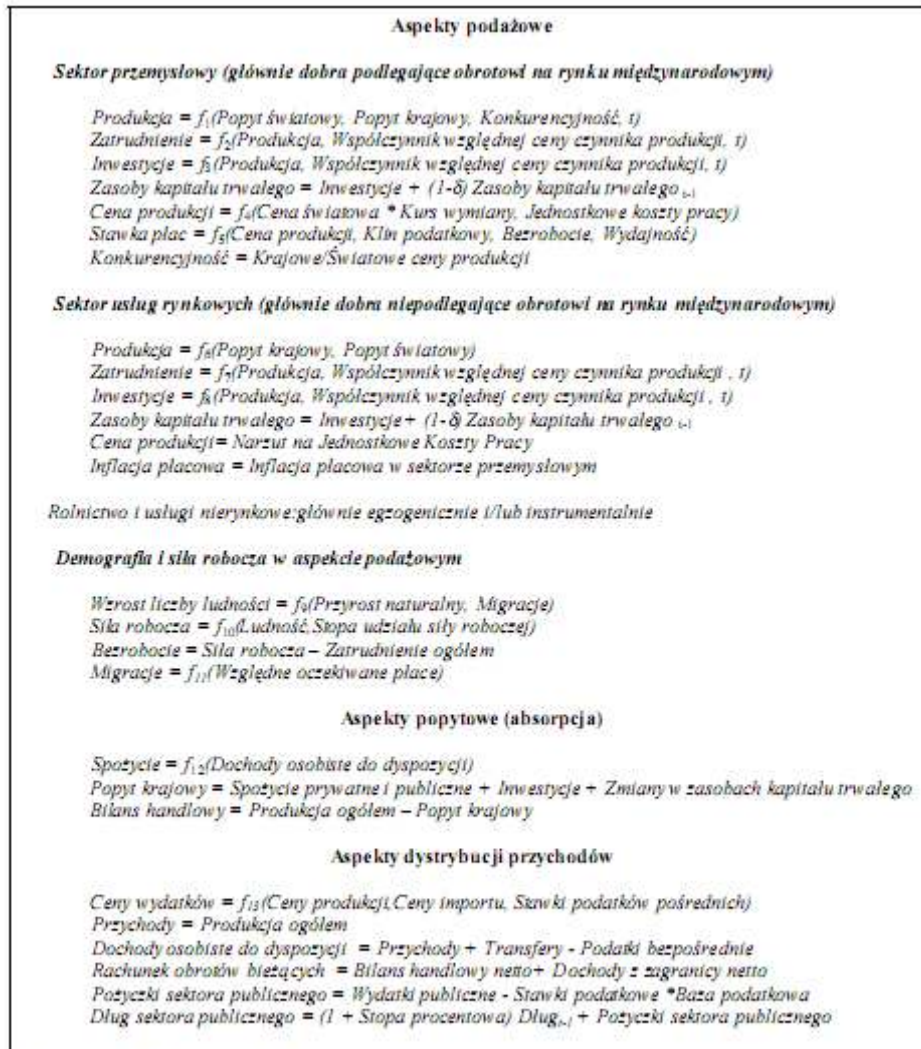 Aspekty podażowe
Sektor przemysłowy (głównie dobra podlegające obrotowi na rynku międzynarodowym)
Produkcja = f1(Popyt światowy, Popyt krajowy, Konkurencyjność, t)
Zatrudnienie = f2(Produkcja, Współczynnik względnej ceny czynnika produkcji, t)
Inwestycje = f3(Produkcja, Współczynnik względnej ceny czynnika produkcji, t)
Zasoby kapitału trwałego = Inwestycje + (1-δ) Zasoby kapitału trwałego t-1
Cena produkcji = f4(Cena światowa * Kurs wymiany, Jednostkowe koszty pracy)
Stawka płac = f5(Cena produkcji, Klin podatkowy, Bezrobocie, Wydajność)
Konkurencyjność = Krajowe/Światowe ceny produkcji
Sektor usług rynkowych (głównie dobra niepodlegające obrotowi na rynku międzynarodowym)
Produkcja = f6(Popyt krajowy, Popyt światowy)
Zatrudnienie = f7(Produkcja, Współczynnik względnej ceny czynnika produkcji , t)
Inwestycje = f8(Produkcja, Współczynnik względnej ceny czynnika produkcji , t)
Zasoby kapitału trwałego = Inwestycje+ (1-δ) Zasoby kapitału trwałego t-1
Cena produkcji= Narzut na Jednostkowe Koszty Pracy
Inflacja płacowa = Inflacja płacowa w sektorze przemysłowym
Rolnictwo i usługi nierynkowe:głównie egzogenicznie i/lub instrumentalnie
Demografia i siła robocza w aspekcie podażowym
Wzrost liczby ludności = f9(Przyrost naturalny, Migracje)
Siła robocza = f10(Ludność,Stopa udziału siły roboczej)
Bezrobocie = Siła robocza – Zatrudnienie ogółem
Migracje = f11(Względne oczekiwane płace)
Aspekty popytowe (absorpcja)
Spożycie = f12(Dochody osobiste do dyspozycji)
Popyt krajowy = Spożycie prywatne i publiczne + Inwestycje + Zmiany w zasobach kapitału trwałego
Bilans handlowy = Produkcja ogółem – Popyt krajowy
Aspekty dystrybucji przychodów
Ceny wydatków = f13(Ceny produkcji,Ceny importu, Stawki podatków pośrednich)
Przychody = Produkcja ogółem
Dochody osobiste do dyspozycji = Przychody + Transfery - Podatki bezpośrednie
Rachunek obrotów bieżących = Bilans handlowy netto+ Dochody z zagranicy netto
Pożyczki sektora publicznego = Wydatki publiczne - Stawki podatkowe *Baza podatkowa
Dług sektora publicznego = (1 + Stopa procentowa) Długt-1 + Pożyczki sektora publicznego